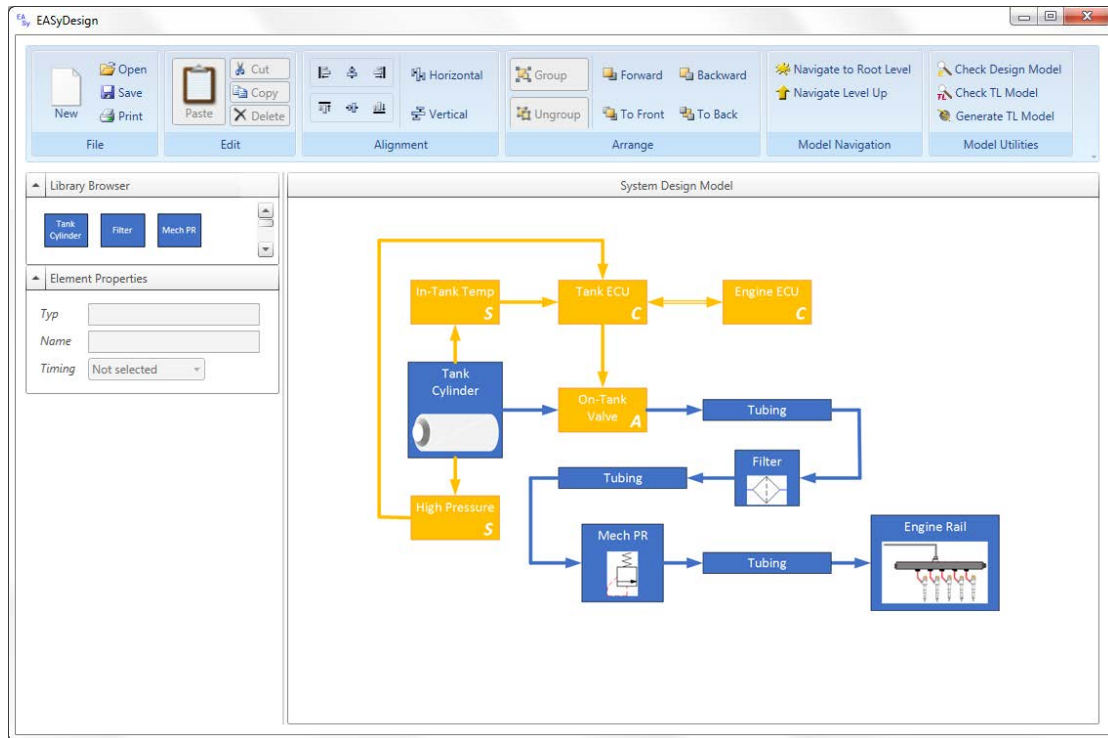 EA
Sy
EASyDesign
New
Open
Save
Print
File
Paste
Cut
Copy
Delete
Edit
Horizontal
Vertical
Alignment
Group
Ungroup
Forward
Backward
To Front
To Back
Arrange
Navigate to Root Level
Navigate Level Up
Model Navigation
Check Design Model
TL
Check TL Model
Generate TL Model
Model Utilities
Library Browser
Tank
Cylinder
Filter
Mech PR
Element Properties
Typ
Name
Timing
Not selected
System Design Model
In-Tank Temp
S
Tank ECU
C
Engine ECU
C
Tank
Cylinder
On-Tank
Valve
A
Tubing
Filter
Tubing
High Pressure
S
Mech PR
Tubing
Engine Rail